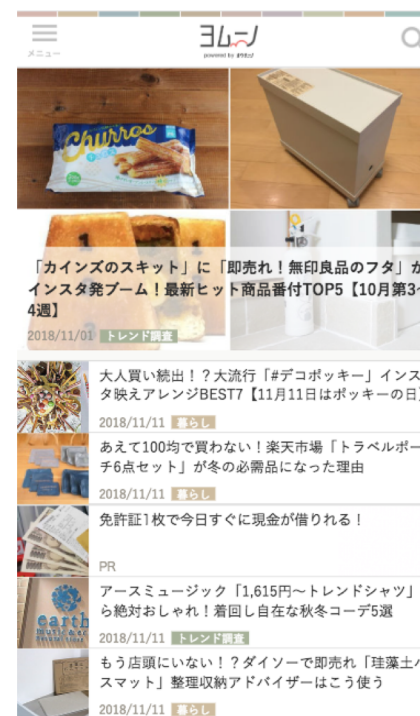 メニュー
ヨムーノ
powered by
Churros
「カインズのスキット」に「即売れ！無印良品のフタ」が
インスタ発ブーム！最新ヒット商品番付TOP5【10月第3〜
4週】
2018/11/01 トレンド調査
大人買い続出！？大流行「#デコポッキー」インス
タ映えアレンジBEST7【11月11日はポッキーの日】
2018/11/11 暮らし
あえて100均で買わない！楽天市場「トラベルポー
チ6点セット」が冬の必需品になった理由
2018/11/11 暮らし
免許証1枚で今日すぐに現金が借りれる！
PR
アースミュージック「1,615円〜トレンドシャツ」
ら絶対おしゃれ！着回し自在な秋冬コーデ5選
earth
music & ec
2018/11/11 トレンド調査
もう店頭にいない！？ダイソーで即売れ「珪藻土バ
スマット」整理収納アドバイザーはこう使う
2018/11/11 暮らし